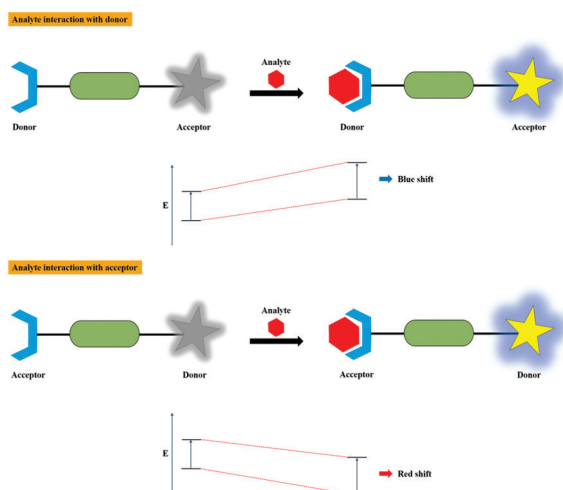 Analyte interaction with donor
Analyte
Donor
Acceptor
Donor
Acceptor
E
Blue shift
Analyte interaction with acceptor
Analyte
Acceptor
Donor
Acceptor
Donor
E
Red shift